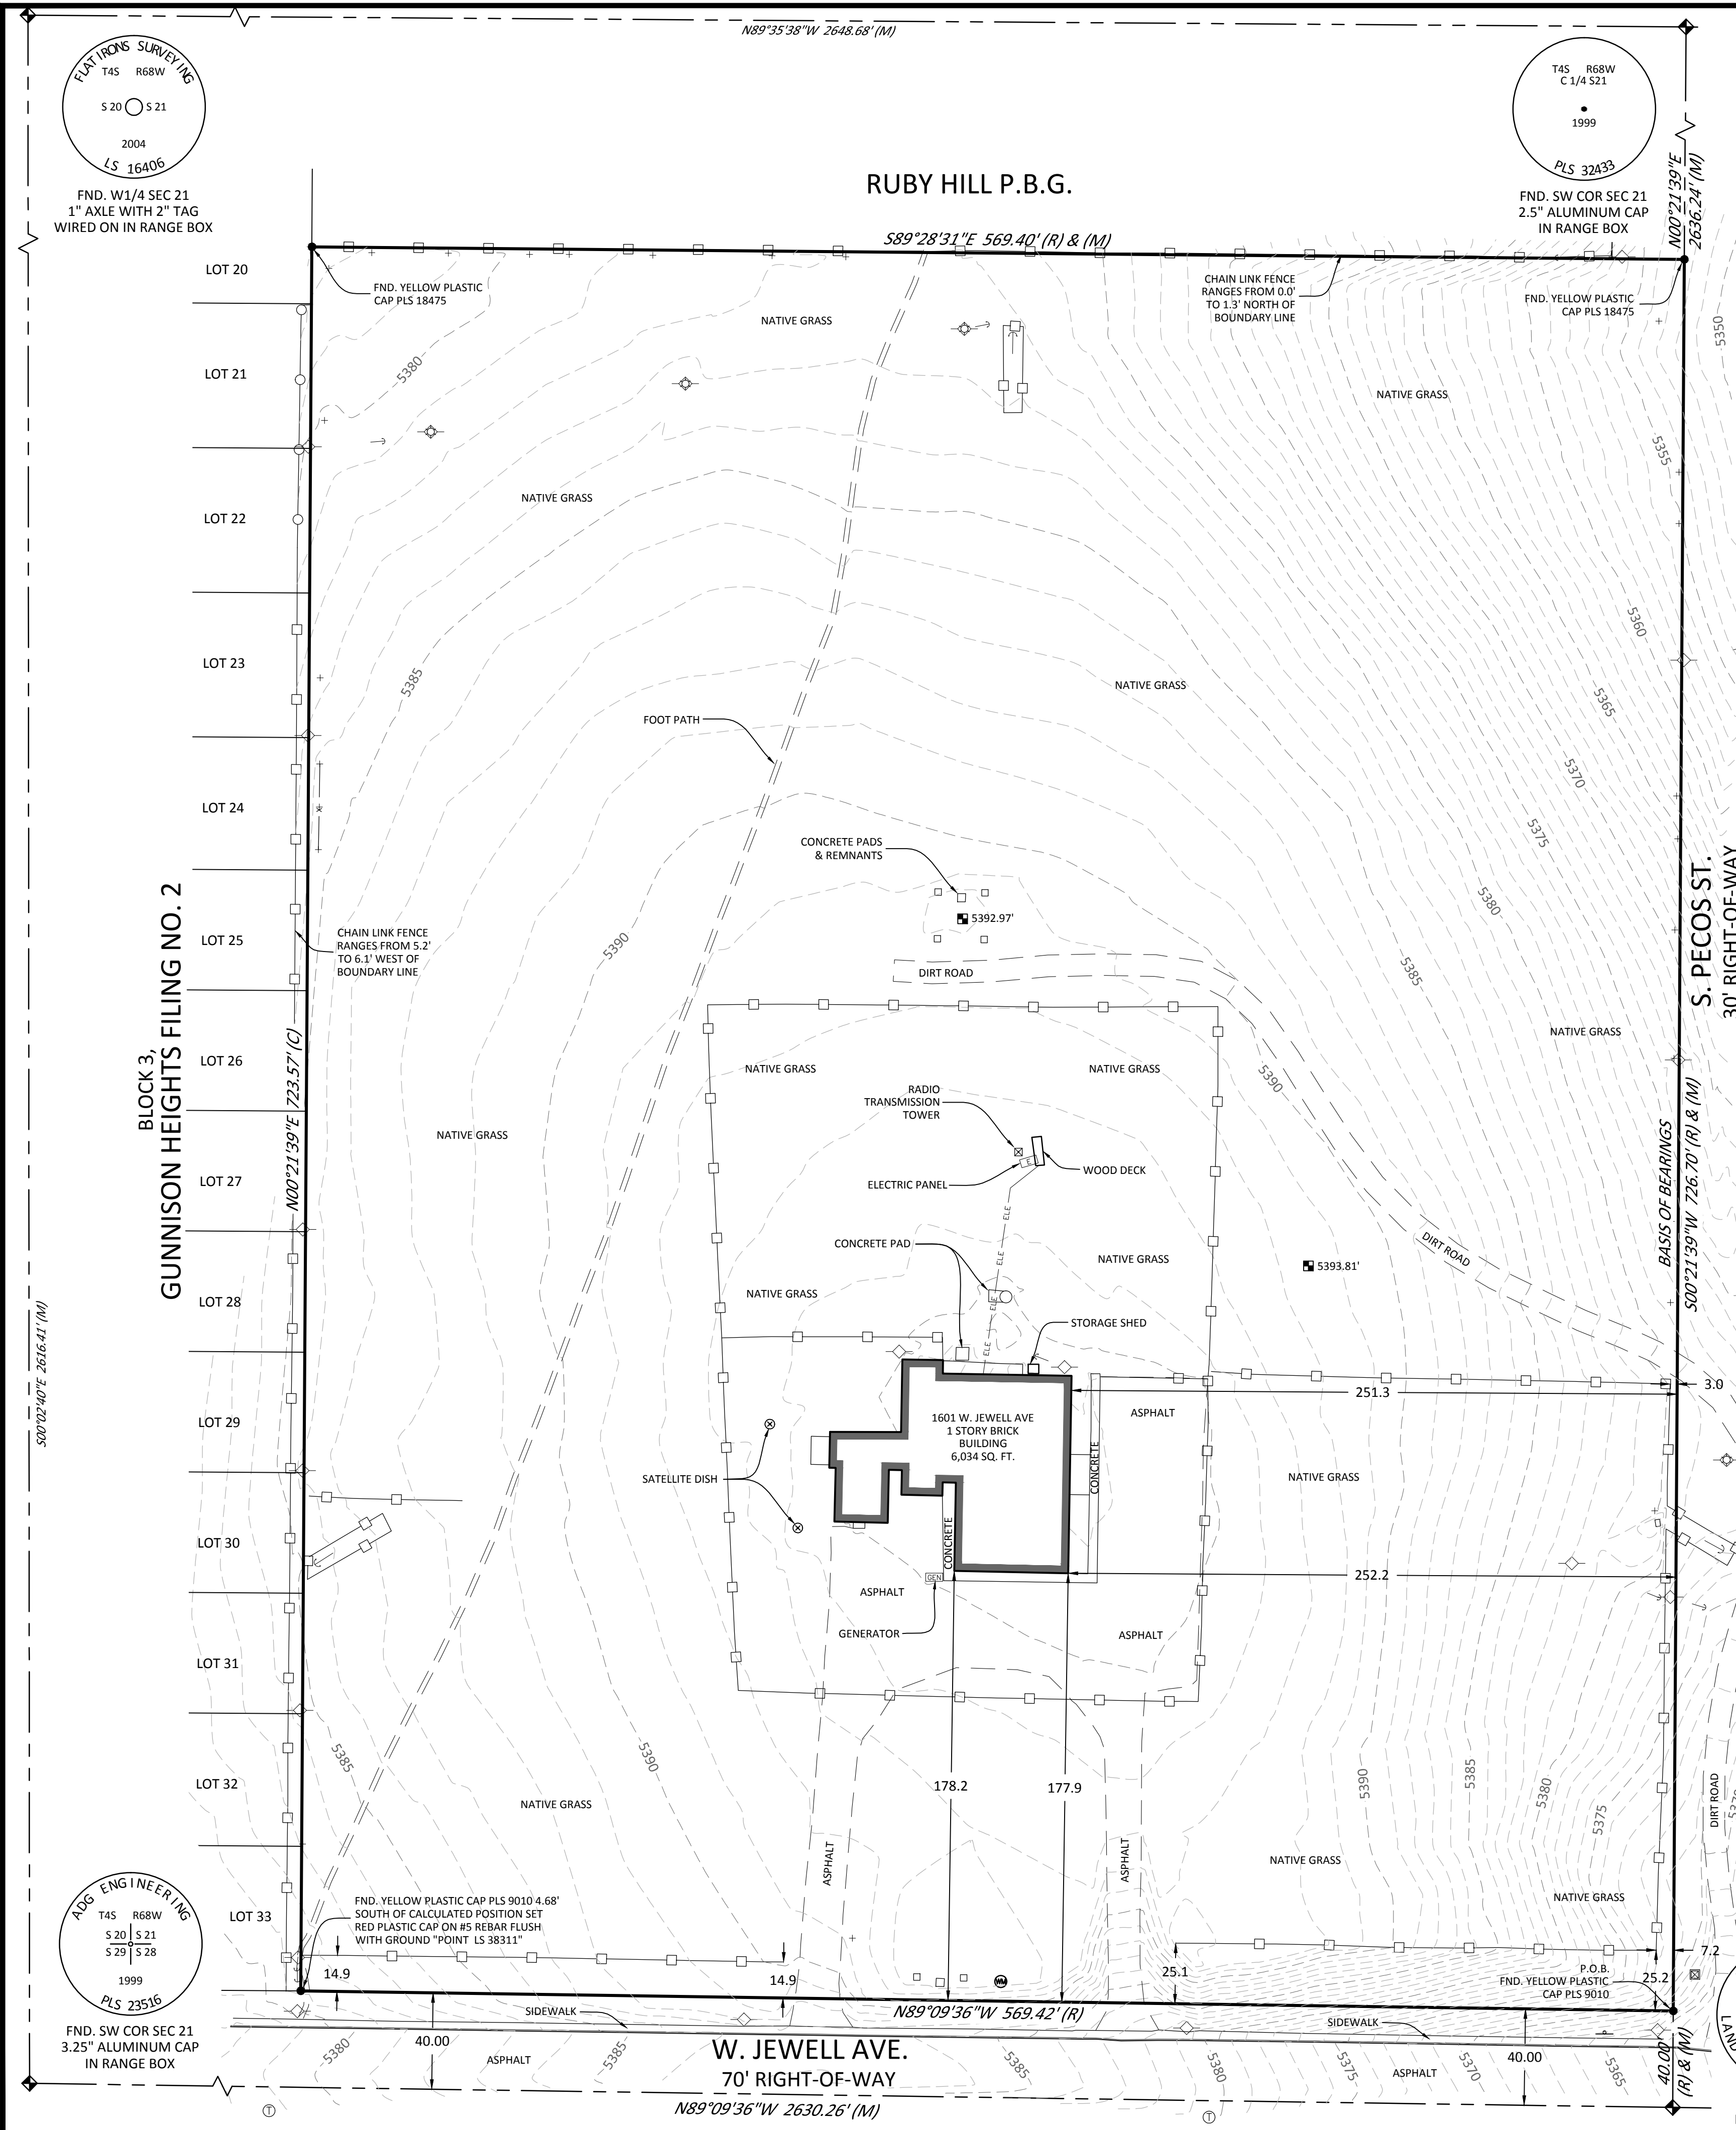 N89°35'38"W 2648.68' (M)
FLATIRONS SURVEYING
T4S R68W
S 20 S 21
2004
LS 16406
FND. W1/4 SEC 21
1" AXLE WITH 2" TAG
WIRED ON IN RANGE BOX
T4S R68W
C 1/4 S21
1999
PLS 32433
FND. SW COR SEC 21
2.5" ALUMINUM CAP
IN RANGE BOX
N00°21'39"E
2636.24' (M)
RUBY HILL P.B.G.
S89°28'31"E 569.40' (R) & (M)
LOT 20
FND. YELLOW PLASTIC
CAP PLS 18475
CHAIN LINK FENCE
RANGES FROM 0.0'
TO 1.3' NORTH OF
BOUNDARY LINE
FND. YELLOW PLASTIC
CAP PLS 18475
NATIVE GRASS
5350
LOT 21
5380
NATIVE GRASS
5355
LOT 22
NATIVE GRASS
5360
LOT 23
5385
NATIVE GRASS
5365
FOOT PATH
5370
LOT 24
5375
CONCRETE PADS
& REMNANTS
5380
5392.97'
LOT 25
CHAIN LINK FENCE
RANGES FROM 5.2'
TO 6.1' WEST OF
BOUNDARY LINE
5390
DIRT ROAD
5385
S. PECOS ST.
30' RIGHT-OF-WAY
NATIVE GRASS
BLOCK 3,
GUNNISON HEIGHTS FILING NO. 2
N00°21'39"E 723.57' (C)
LOT 26
NATIVE GRASS
NATIVE GRASS
5390
RADIO
TRANSMISSION
TOWER
NATIVE GRASS
E
WOOD DECK
LOT 27
ELECTRIC PANEL
ELE
BASIS OF BEARINGS
S00°21'39"W 726.70' (R) & (M)
CONCRETE PAD
ELE
NATIVE GRASS
DIRT ROAD
5393.81'
LOT 28
NATIVE GRASS
ELE
S00°02'40"E 2616.41' (M)
STORAGE SHED
ELE
3.0
251.3
LOT 29
1601 W. JEWELL AVE
1 STORY BRICK
BUILDING
6,034 SQ. FT.
ASPHALT
CONCRETE
SATELLITE DISH
NATIVE GRASS
LOT 30
CONCRETE
GEN
252.2
ASPHALT
GENERATOR
ASPHALT
LOT 31
5385
5390
LOT 32
178.2
177.9
5390
5385
5380
5375
DIRT ROAD
NATIVE GRASS
ASPHALT
ASPHALT
NATIVE GRASS
NATIVE GRASS
ADG ENGINEERING
T4S R68W
S 20 S 21
S 29 S 28
1999
PLS 23516
FND. SW COR SEC 21
3.25" ALUMINUM CAP
IN RANGE BOX
LOT 33
FND. YELLOW PLASTIC CAP PLS 9010 4.68'
SOUTH OF CALCULATED POSITION SET
RED PLASTIC CAP ON #5 REBAR FLUSH
WITH GROUND "POINT LS 38311"
14.9
14.9
WM
25.1
7.2
P.O.B.
FND. YELLOW PLASTIC
CAP PLS 9010
25.2
SIDEWALK
N89°09'36"W 569.42' (R)
SIDEWALK
40.00
5380
ASPHALT
5385
W. JEWELL AVE.
70' RIGHT-OF-WAY
5385
5380
5375
ASPHALT
5370
40.00
5365
40.00'
(R) & (M)
N89°09'36"W 2630.26' (M)
T
T